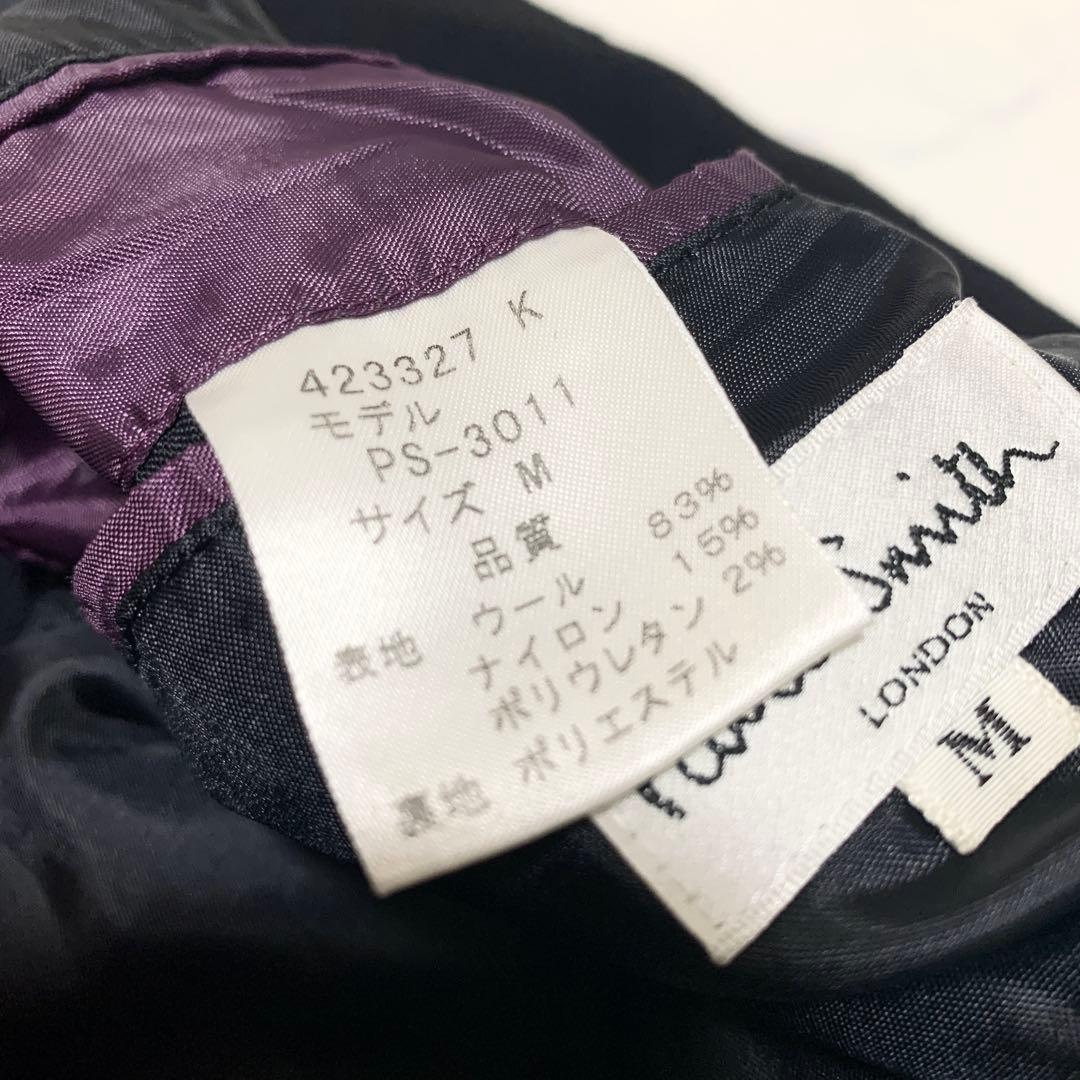 423327 K
モデル
PS-3011
サイズ M
品質
表地 ウール 83%
ナイロン 15%
ポリウレタン 2%
裏地 ポリエステル
Smith
LONDON
M